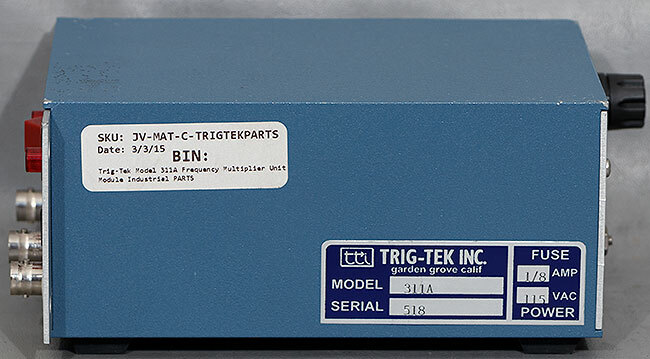 SKU: JV-MAT-C-TRIGTEKPARTS
Date: 3/3/15
BIN:
Trig-Tek Model 311A Frequency Multiplier Unit
Module Industrial PARTS
tti TRIG-TEK INC.
garden grove calif
MODEL 311A
SERIAL 518
FUSE
1/8 AMP
115 VAC
POWER